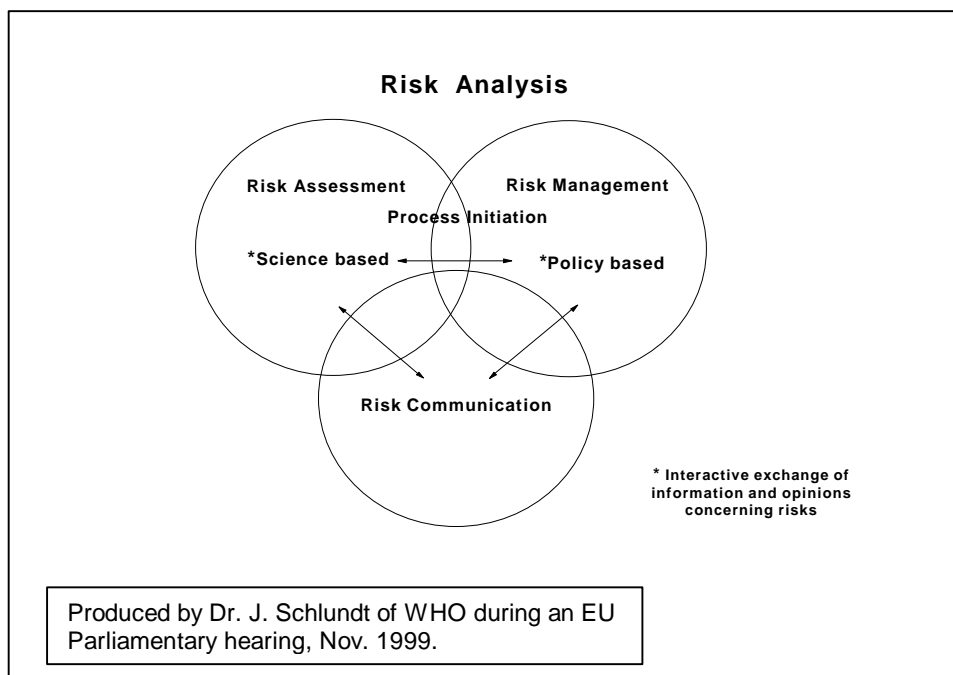 Risk Analysis
Risk Assessment
Risk Management
Process Initiation
*Science based
*Policy based
Risk Communication
* Interactive exchange of
information and opinions
concerning risks
Produced by Dr. J. Schlundt of WHO during an EU
Parliamentary hearing, Nov. 1999.